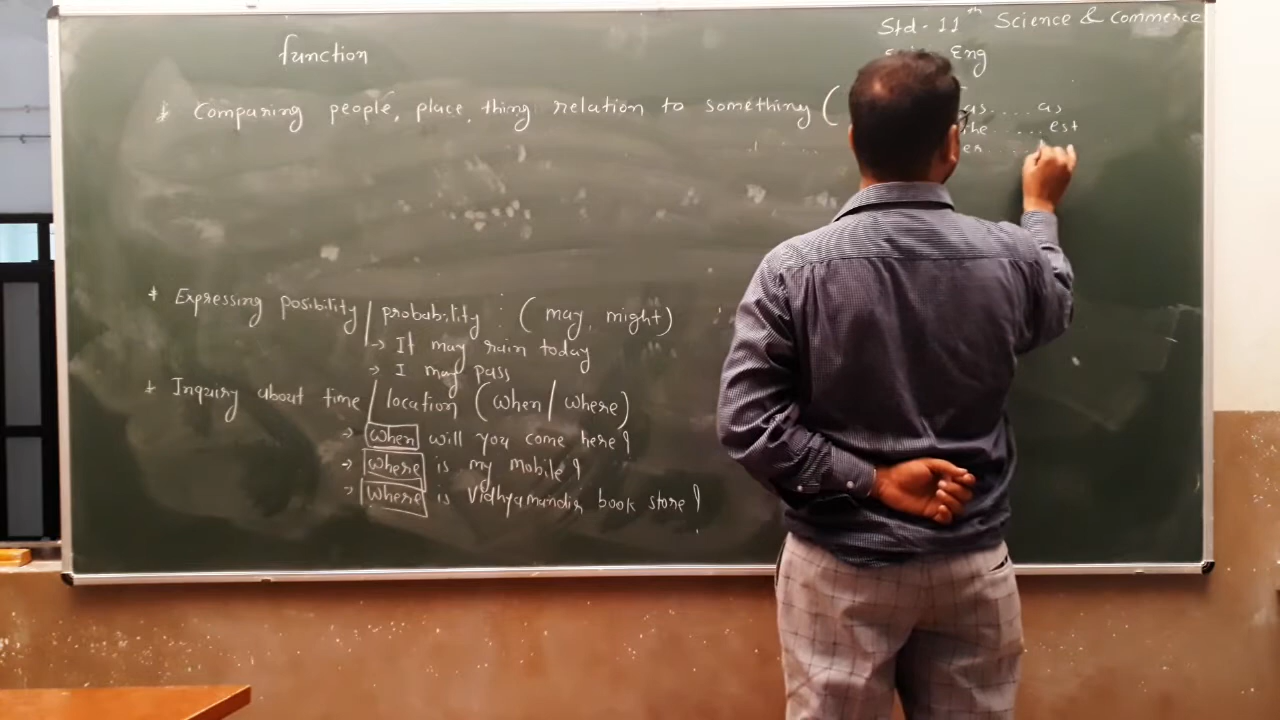 Std - 11th Science & Commerce
function
Eng
* Comparing people, place, thing relation to something (
as ... as
the ... est
er ...
* Expressing posibility / probability : (may, might)
→ It may rain today
→ I may pass
* Inquiry about time / location (when / where)
→ when will you come here?
→ where is my mobile?
→ where is vidhyamandir book store?